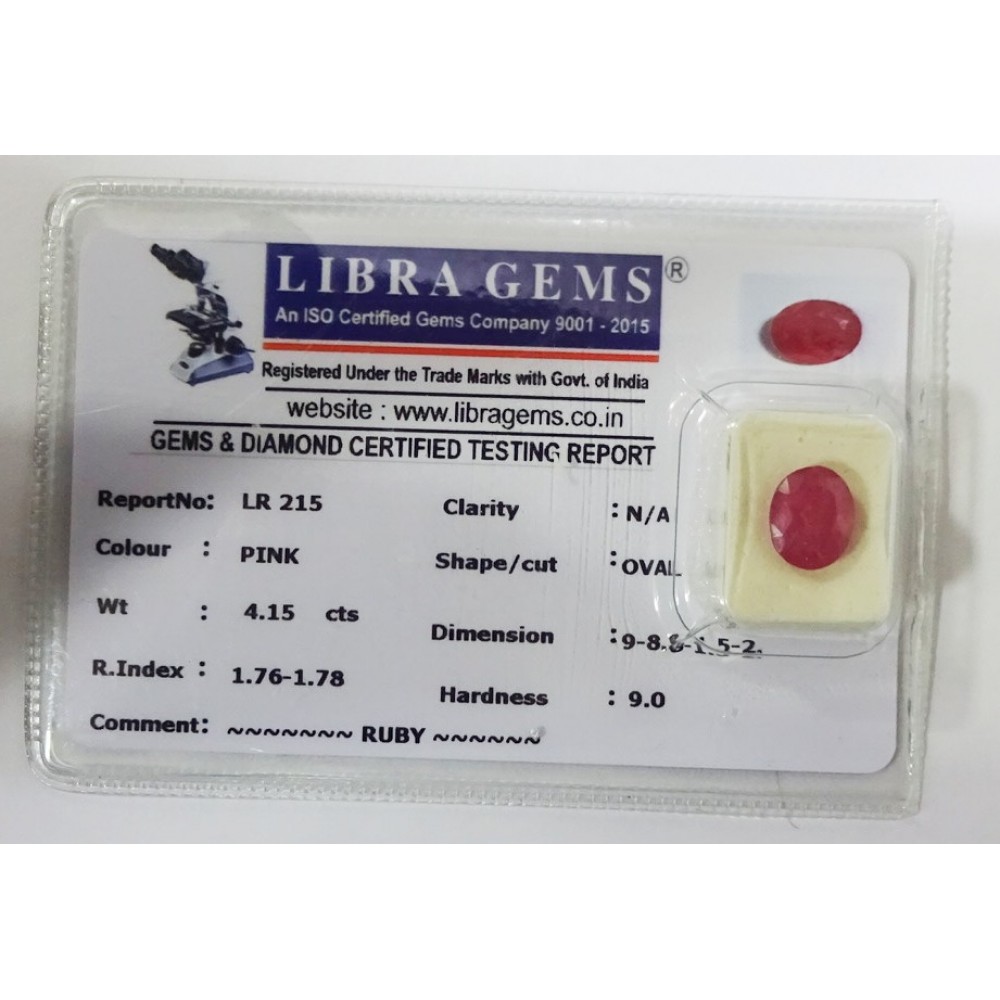 LIBRA GEMS ®
An ISO Certified Gems Company 9001 - 2015
Registered Under the Trade Marks with Govt. of India
website : www.libragems.co.in
GEMS & DIAMOND CERTIFIED TESTING REPORT
ReportNo: LR 215
Colour : PINK
Wt : 4.15 cts
R.Index : 1.76-1.78
Comment: ~~~~~~~ RUBY ~~~~~~
Clarity : N/A
Shape/cut : OVAL
Dimension :
Hardness : 9.0